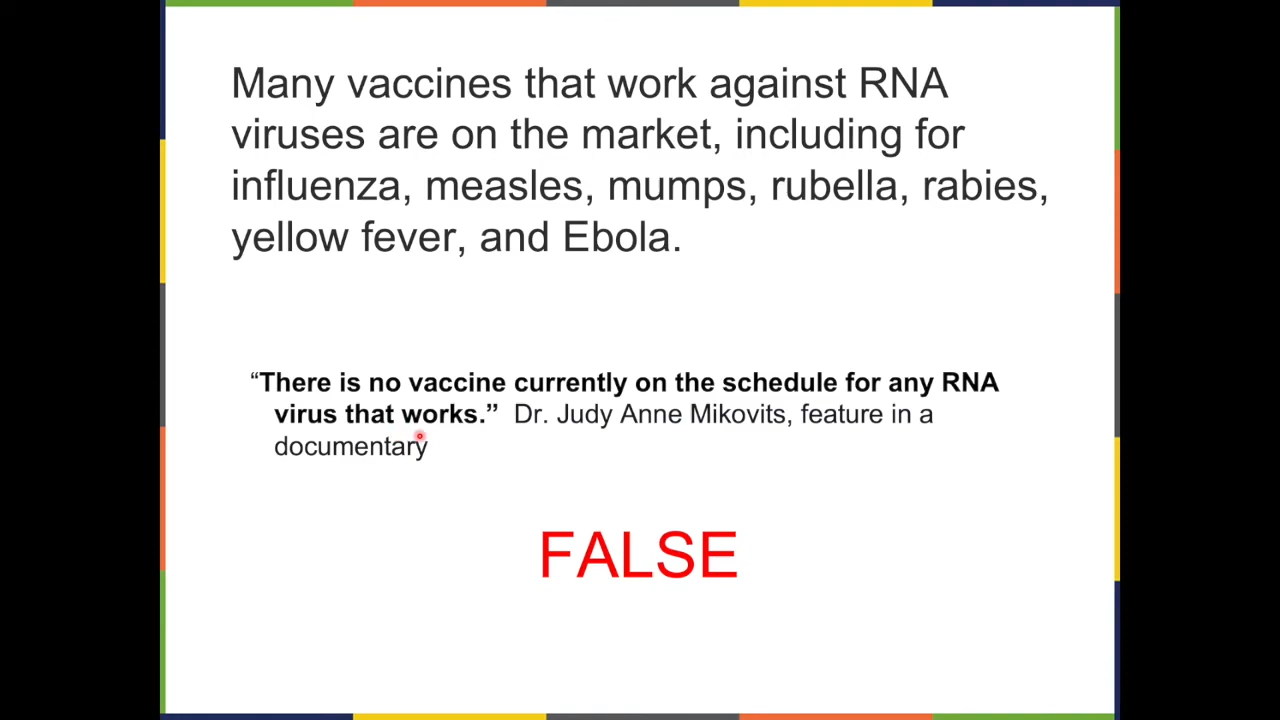 Many vaccines that work against RNA
viruses are on the market, including for
influenza, measles, mumps, rubella, rabies,
yellow fever, and Ebola.
“There is no vaccine currently on the schedule for any RNA
virus that works.” Dr. Judy Anne Mikovits, feature in a
documentary
FALSE